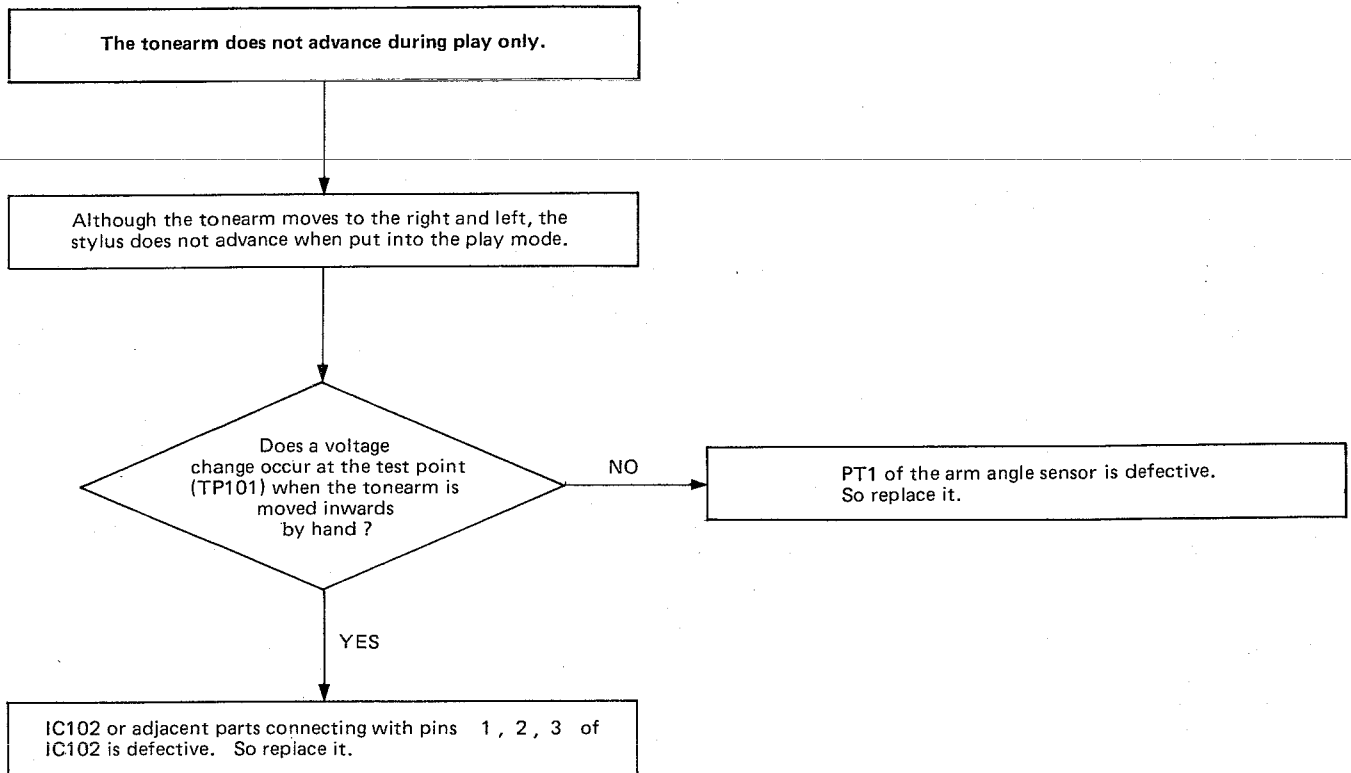 The tonearm does not advance during play only.
Although the tonearm moves to the right and left, the
stylus does not advance when put into the play mode.
Does a voltage
change occur at the test point
(TP101) when the tonearm is
moved inwards
by hand ?
NO
PT1 of the arm angle sensor is defective.
So replace it.
YES
IC102 or adjacent parts connecting with pins 1 , 2 , 3 of
IC102 is defective. So replace it.